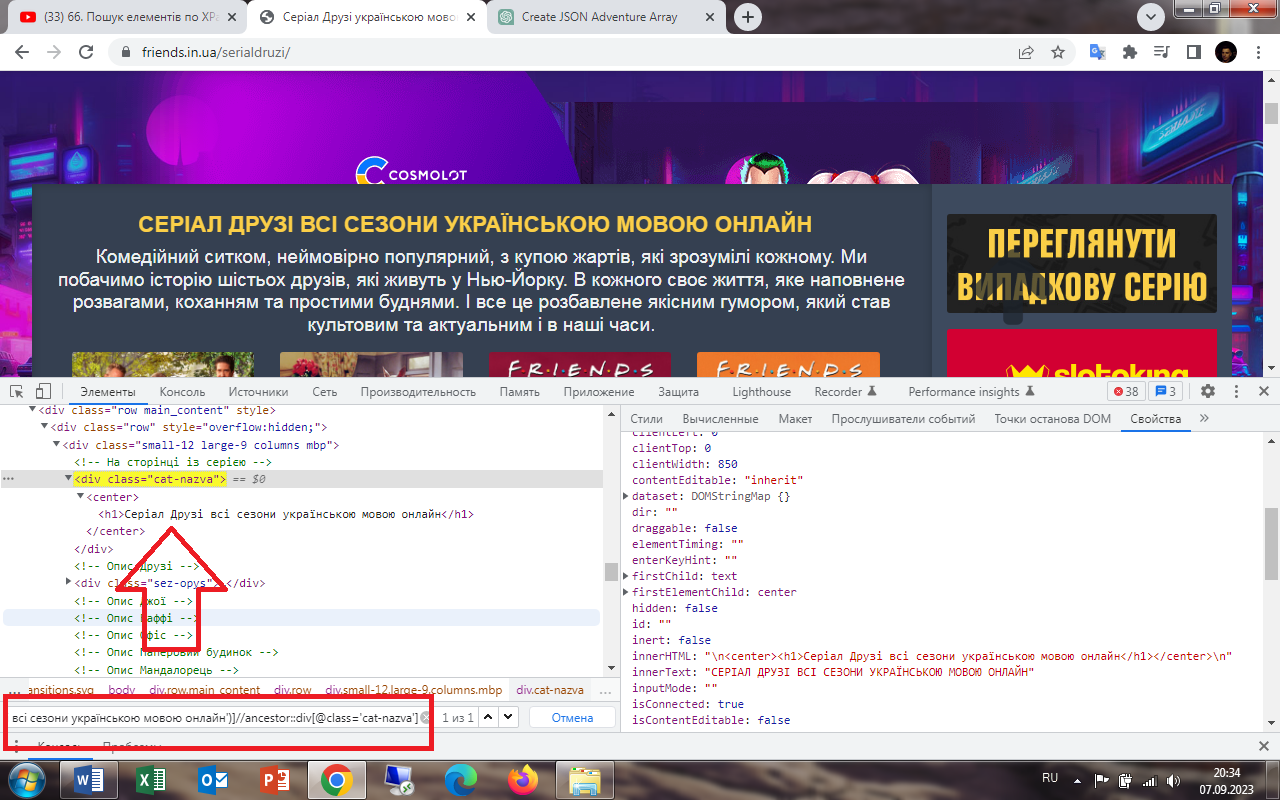 (33) 66. Пошук елементів по XPa
Серіал Друзі українською мово
Create JSON Adventure Array
friends.in.ua/serialdruzi/
COSMOLOT
СЕРІАЛ ДРУЗІ ВСІ СЕЗОНИ УКРАЇНСЬКОЮ МОВОЮ ОНЛАЙН
Комедійний ситком, неймовірно популярний, з купою жартів, які зрозумілі кожному. Ми
побачимо історію шістьох друзів, які живуть у Нью-Йорку. В кожного своє життя, яке наповнене
розвагами, коханням та простими буднями. І все це розбавлене якісним гумором, який став
культовим та актуальним і в наші часи.
ПЕРЕГЛЯНУТИ
ВИПАДКОВУ СЕРІЮ
F·R·I·E·N·D·S
F·R·I·E·N·D·S
slotoking
Элементы Консоль Источники Сеть Производительность Память Приложение Защита Lighthouse Recorder Performance insights 38 3
<div class="row main_content" style>
<div class="row" style="overflow:hidden;">
<div class="small-12 large-9 columns mbp">
<!-- На сторінці із серією -->
<div class="cat-nazva"> == $0
<center>
<h1>Серіал Друзі всі сезони українською мовою онлайн</h1>
</center>
</div>
<!-- Опис Друзі -->
<div class="sez-opys"> </div>
<!-- Опис Джої -->
<!-- Опис Баффі -->
<!-- Опис Офіс -->
<!-- Опис Паперовий будинок -->
<!-- Опис Мандалорець -->
... ansitions.svg body div.row.main_content div.row div.small-12.large-9.columns.mbp div.cat-nazva ...
всі сезони українською мовою онлайн')]//ancestor::div[@class='cat-nazva'] 1 из 1 Отмена
Консоль Проблемы
Стили Вычисленные Макет Прослушиватели событий Точки останова DOM Свойства
clientLeft: 0
clientTop: 0
clientWidth: 850
contentEditable: "inherit"
dataset: DOMStringMap {}
dir: ""
draggable: false
elementTiming: ""
enterKeyHint: ""
firstChild: text
firstElementChild: center
hidden: false
id: ""
inert: false
innerHTML: "\n<center><h1>Серіал Друзі всі сезони українською мовою онлайн</h1></center>\n"
innerText: "СЕРІАЛ ДРУЗІ ВСІ СЕЗОНИ УКРАЇНСЬКОЮ МОВОЮ ОНЛАЙН"
inputMode: ""
isConnected: true
isContentEditable: false
RU
20:34
07.09.2023